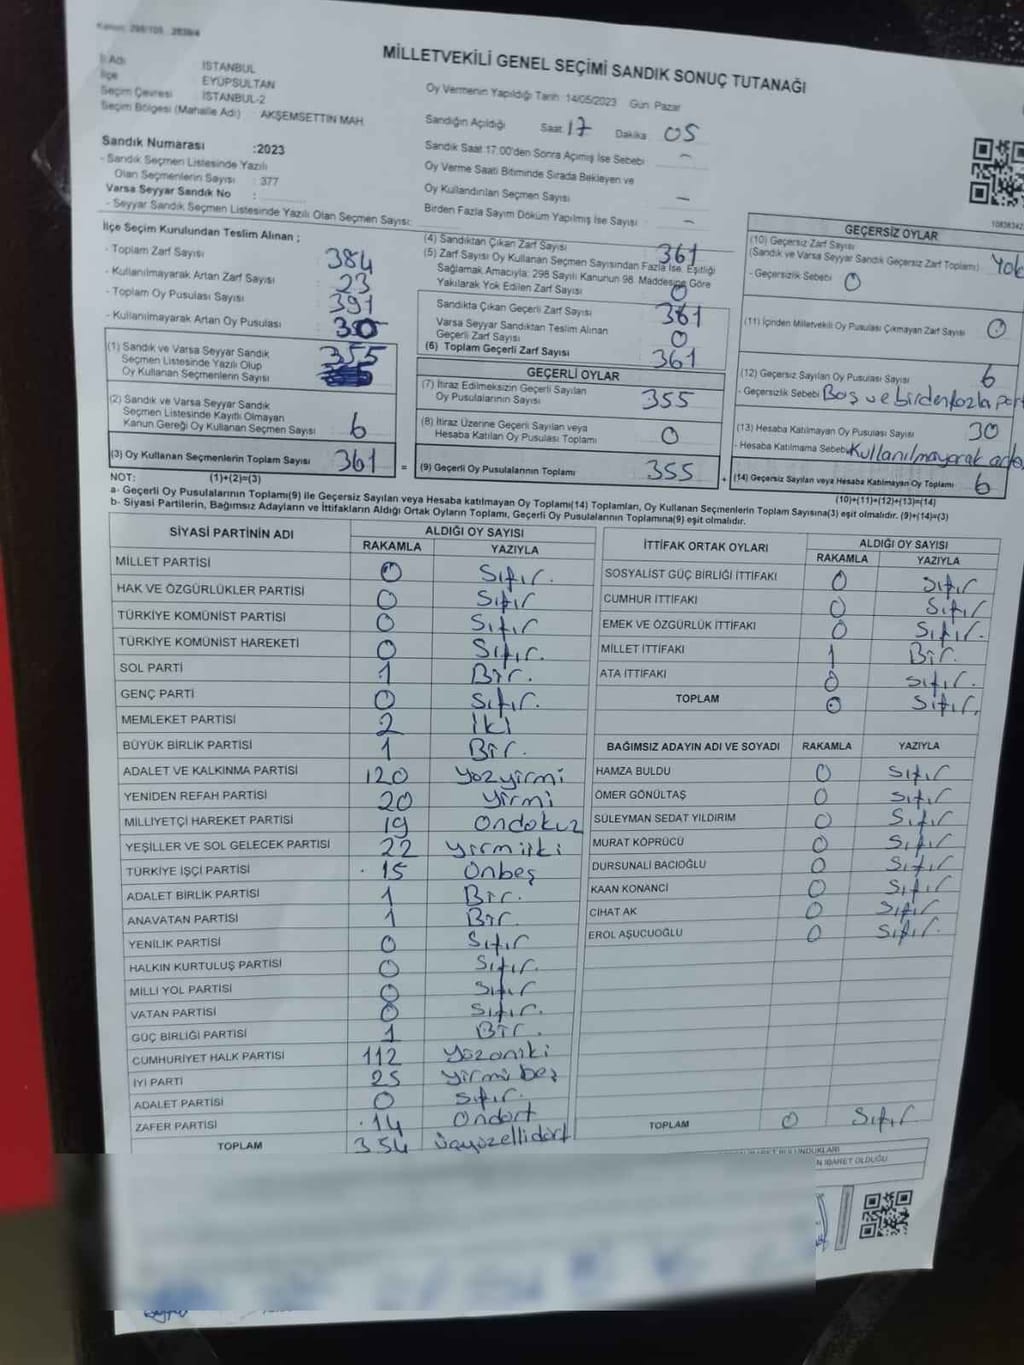 MİLLETVEKİLİ GENEL SEÇİMİ SANDIK SONUÇ TUTANAĞI
İl Adı İSTANBUL
İlçe EYÜPSULTAN
Seçim Çevresi İSTANBUL-2
Seçim Bölgesi (Mahalle Adı) : AKŞEMSETTİN MAH.
Sandık Numarası :2023
- Sandık Seçmen Listesinde Yazılı
Olan Seçmenlerin Sayısı : 377
Varsa Seyyar Sandık No :
- Seyyar Sandık Seçmen Listesinde Yazılı Olan Seçmen Sayısı:
Oy Vermenin Yapıldığı Tarih: 14/05/2023 Gün: Pazar
Sandığın Açıldığı Saat 17 Dakika 05
Sandık Saat 17.00'den Sonra Açımış İse Sebebi -
Oy Verme Saati Bitiminde Sırada Bekleyen ve
Oy Kullandırılan Seçmen Sayısı -
Birden Fazla Sayım Döküm Yapılmış İse Sayısı -
İlçe Seçim Kurulundan Teslim Alınan ;
- Toplam Zarf Sayısı : 384
- Kullanılmayarak Artan Zarf Sayısı : 23
- Toplam Oy Pusulası Sayısı : 391
- Kullanılmayarak Artan Oy Pusulası : 30
(1) Sandık ve Varsa Seyyar Sandık
Seçmen Listesinde Yazılı Olup
Oy Kullanan Seçmenlerin Sayısı 355
(2) Sandık ve Varsa Seyyar Sandık
Seçmen Listesinde Kayıtlı Olmayan
Kanun Gereği Oy Kullanan Seçmen Sayısı 6
(3) Oy Kullanan Seçmenlerin Toplam Sayısı 361 =
(1)+(2)=(3)
(4) Sandıktan Çıkan Zarf Sayısı 361
(5) Zarf Sayısı Oy Kullanan Seçmen Sayısından Fazla İse, Eşitliği
Sağlamak Amacıyla; 298 Sayılı Kanunun 98. Maddesine Göre
Yakılarak Yok Edilen Zarf Sayısı 0
Sandıkta Çıkan Geçerli Zarf Sayısı 361
Varsa Seyyar Sandıktan Teslim Alınan
Geçerli Zarf Sayısı 0
(6) Toplam Geçerli Zarf Sayısı 361
GEÇERLİ OYLAR
(7) İtiraz Edilmeksizin Geçerli Sayılan
Oy Pusulalarının Sayısı 355
(8) İtiraz Üzerine Geçerli Sayılan veya
Hesaba Katılan Oy Pusulası Toplamı 0
(9) Geçerli Oy Pusulalarının Toplamı 355 +
GEÇERSİZ OYLAR
(10) Geçersiz Zarf Sayısı
(Sandık ve Varsa Seyyar Sandık Geçersiz Zarf Toplamı) Yok
- Geçersizlik Sebebi 0
(11) İçinden Milletvekili Oy Pusulası Çıkmayan Zarf Sayısı 0
(12) Geçersiz Sayılan Oy Pusulası Sayısı 6
- Geçersizlik Sebebi Boş ve birden fazla
(13) Hesaba Katılmayan Oy Pusulası Sayısı 30
- Hesaba Katılmama Sebebi Kullanılmayarak
(14) Geçersiz Sayılan veya Hesaba Katılmayan Oy Toplamı 6
(10)+(11)+(12)+(13)=(14)
NOT:
a- Geçerli Oy Pusulalarının Toplamı(9) ile Geçersiz Sayılan veya Hesaba katılmayan Oy Toplamı(14) Toplamları, Oy Kullanan Seçmenlerin Toplam Sayısına(3) eşit olmalıdır. (9)+(14)=(3)
b- Siyasi Partilerin, Bağımsız Adayların ve İttifakların Aldığı Ortak Oyların Toplamı, Geçerli Oy Pusulalarının Toplamına(9) eşit olmalıdır.
SİYASİ PARTİNİN ADI ALDIĞI OY SAYISI
RAKAMLA YAZIYLA
MİLLET PARTİSİ 0 Sıfır.
HAK VE ÖZGÜRLÜKLER PARTİSİ 0 Sıfır
TÜRKİYE KOMÜNİST PARTİSİ 0 Sıfır
TÜRKİYE KOMÜNİST HAREKETİ 0 Sıfır.
SOL PARTİ 1 Bir.
GENÇ PARTİ 0 Sıfır.
MEMLEKET PARTİSİ 2 İki
BÜYÜK BİRLİK PARTİSİ 1 Bir.
ADALET VE KALKINMA PARTİSİ 120 Yüzyirmi
YENİDEN REFAH PARTİSİ 20 Yirmi
MİLLİYETÇİ HAREKET PARTİSİ 19 Ondokuz
YEŞİLLER VE SOL GELECEK PARTİSİ 22 Yirmiiki
TÜRKİYE İŞÇİ PARTİSİ 15 Onbeş
ADALET BİRLİK PARTİSİ 1 Bir.
ANAVATAN PARTİSİ 1 Bir.
YENİLİK PARTİSİ 0 Sıfır
HALKIN KURTULUŞ PARTİSİ 0 Sıfır.
MİLLİ YOL PARTİSİ 0 Sıfır
VATAN PARTİSİ 0 Sıfır.
GÜÇ BİRLİĞİ PARTİSİ 1 Bir.
CUMHURİYET HALK PARTİSİ 112 Yüzoniki
İYİ PARTİ 25 Yirmi beş
ADALET PARTİSİ 0 Sıfır.
ZAFER PARTİSİ 14 Ondört
TOPLAM 354 Üçyüzellidört
İTTİFAK ORTAK OYLARI ALDIĞI OY SAYISI
RAKAMLA YAZIYLA
SOSYALİST GÜÇ BİRLİĞİ İTTİFAKI 0 Sıfır
CUMHUR İTTİFAKI 0 Sıfır
EMEK VE ÖZGÜRLÜK İTTİFAKI 0 Sıfır.
MİLLET İTTİFAKI 1 Bir.
ATA İTTİFAKI 0 Sıfır.
TOPLAM 0 Sıfır.
BAĞIMSIZ ADAYIN ADI VE SOYADI RAKAMLA YAZIYLA
HAMZA BULDU 0 Sıfır
ÖMER GÖNÜLTAŞ 0 Sıfır
SÜLEYMAN SEDAT YILDIRIM 0 Sıfır
MURAT KÖPRÜCÜ 0 Sıfır
DURSUNALİ BACIOĞLU 0 Sıfır
KAAN KONANCI 0 Sıfır
CİHAT AK 0 Sıfır
EROL AŞUCUOĞLU 0 Sıfır.
TOPLAM 0 Sıfır
N İBARET OLDUĞU